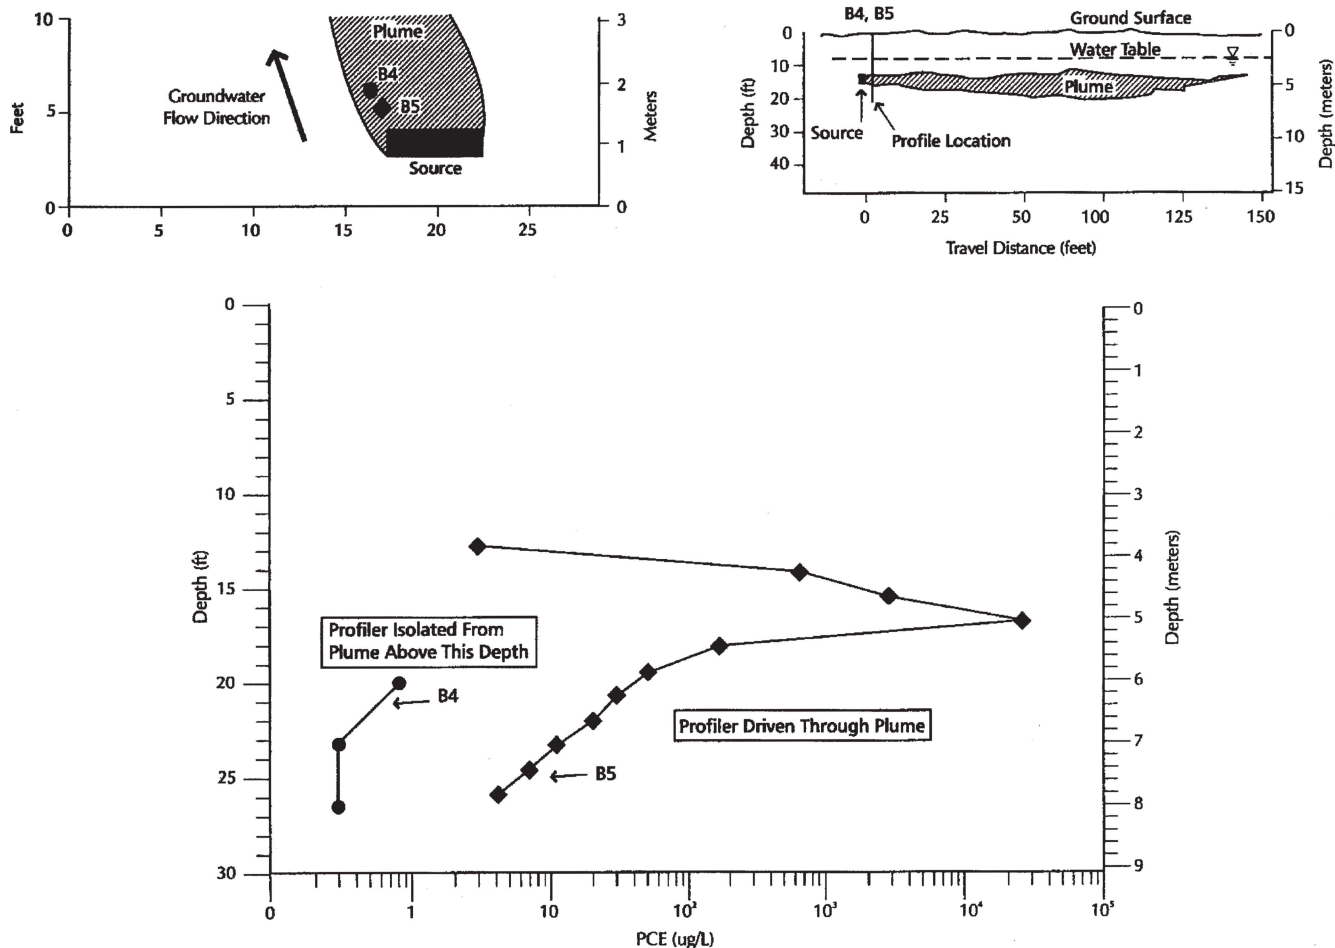 10
5
0
Feet
0
5
10
15
20
25
3
2
1
0
Meters
Groundwater
Flow Direction
Plume
B4
B5
Source
B4, B5
Ground Surface
Water Table
Plume
Source
Profile Location
0
10
20
30
40
Depth (ft)
0
5
10
15
Depth (meters)
0
25
50
75
100
125
150
Travel Distance (feet)
0
5
10
15
20
25
30
Depth (ft)
0
1
2
3
4
5
6
7
8
9
Depth (meters)
Profiler Isolated From
Plume Above This Depth
B4
Profiler Driven Through Plume
B5
0
1
10
10²
10³
10⁴
10⁵
PCE (ug/L)